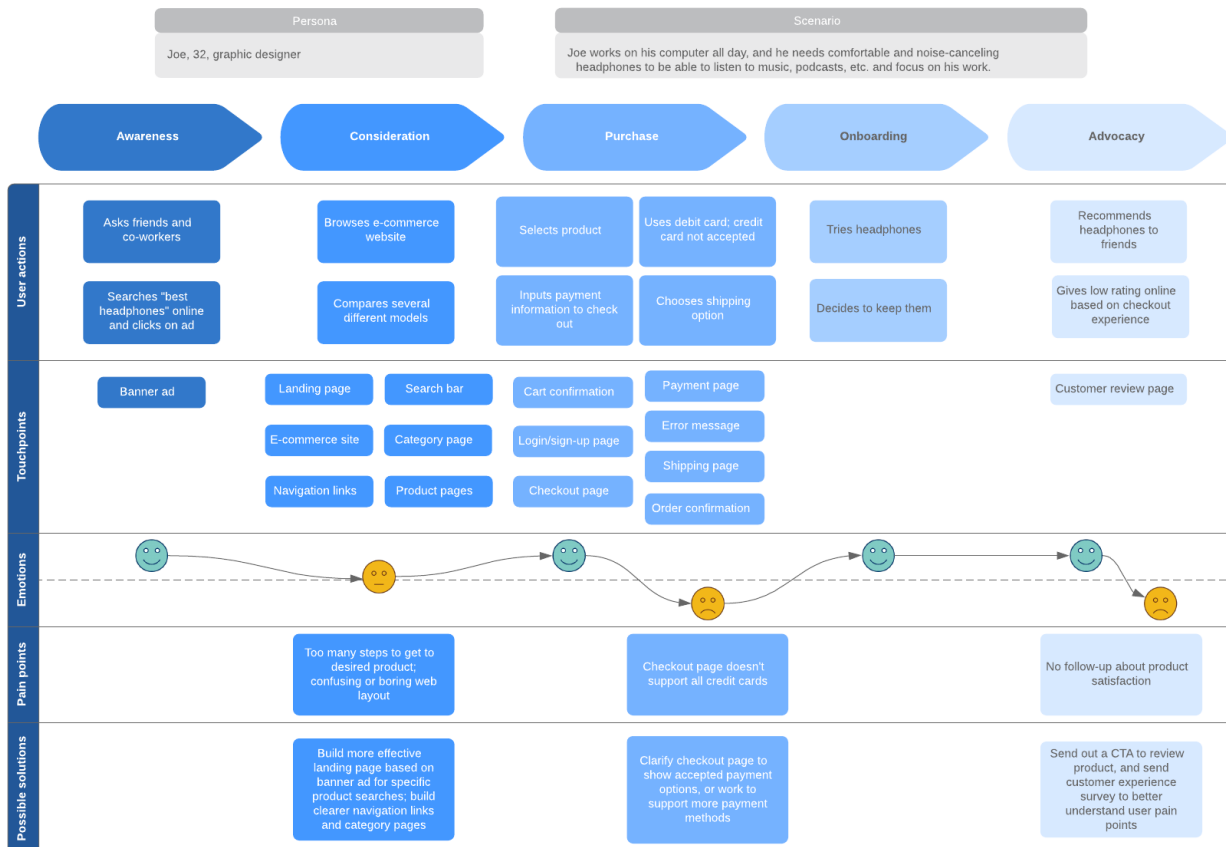 Persona
Joe, 32, graphic designer
Scenario
Joe works on his computer all day, and he needs comfortable and noise-canceling
headphones to be able to listen to music, podcasts, etc. and focus on his work.
Awareness
Consideration
Purchase
Onboarding
Advocacy
User actions
Asks friends and
co-workers
Searches "best
headphones" online
and clicks on ad
Browses e-commerce
website
Compares several
different models
Selects product
Inputs payment
information to check
out
Uses debit card; credit
card not accepted
Chooses shipping
option
Tries headphones
Decides to keep them
Recommends
headphones to
friends
Gives low rating online
based on checkout
experience
Touchpoints
Banner ad
Landing page
E-commerce site
Navigation links
Search bar
Category page
Product pages
Cart confirmation
Login/sign-up page
Checkout page
Payment page
Error message
Shipping page
Order confirmation
Customer review page
Emotions
Pain points
Too many steps to get to
desired product;
confusing or boring web
layout
Checkout page doesn't
support all credit cards
No follow-up about product
satisfaction
Possible solutions
Build more effective
landing page based on
banner ad for specific
product searches; build
clearer navigation links
and category pages
Clarify checkout page to
show accepted payment
options, or work to
support more payment
methods
Send out a CTA to review
product, and send
customer experience
survey to better
understand user pain
points